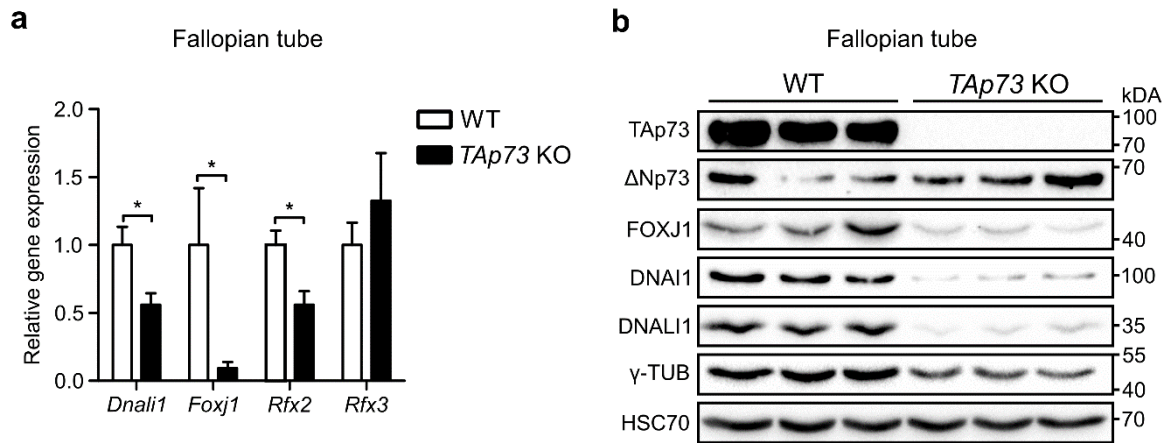 a
Fallopian tube
Relative gene expression
2.0
1.5
1.0
0.5
0.0
*
*
*
Dnali1 Foxj1 Rfx2 Rfx3
WT
TAp73 KO
b
Fallopian tube
WT TAp73 KO kDA
TAp73 100
70
ΔNp73 70
FOXJ1 40
DNAI1 100
DNALI1 35
γ-TUB 55
40
HSC70 70